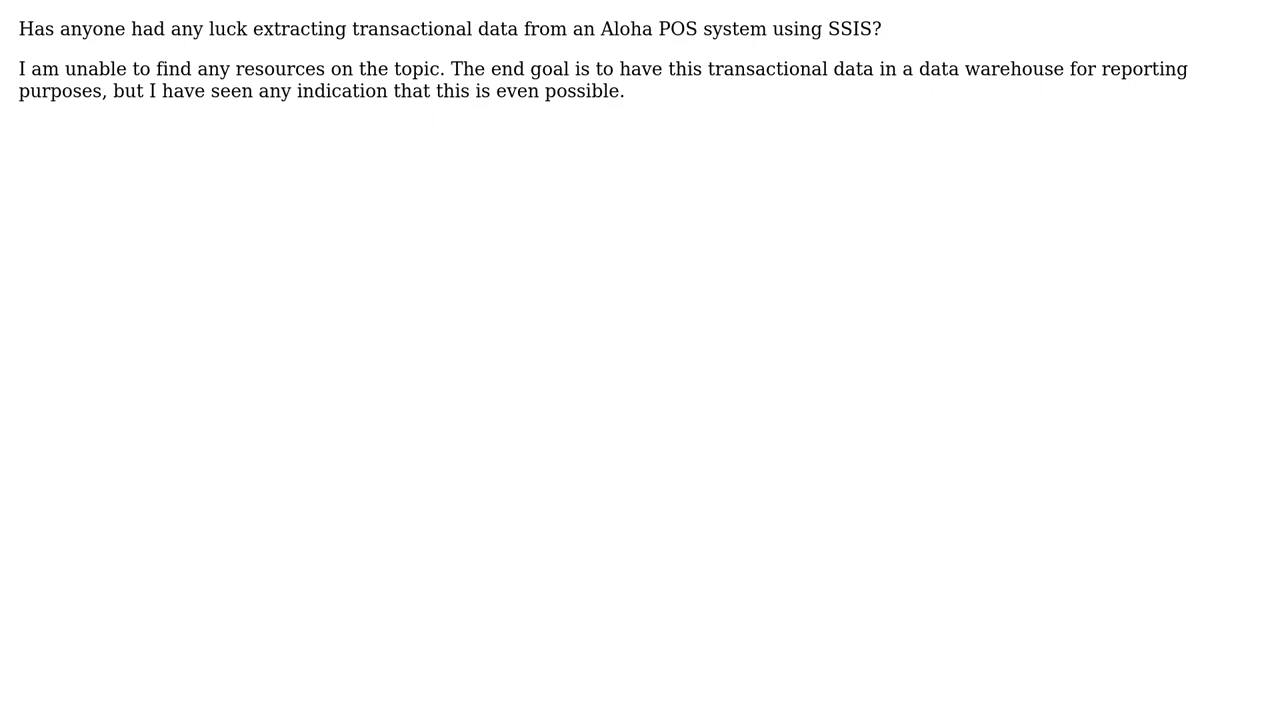 Has anyone had any luck extracting transactional data from an Aloha POS system using SSIS?
I am unable to find any resources on the topic. The end goal is to have this transactional data in a data warehouse for reporting
purposes, but I have seen any indication that this is even possible.